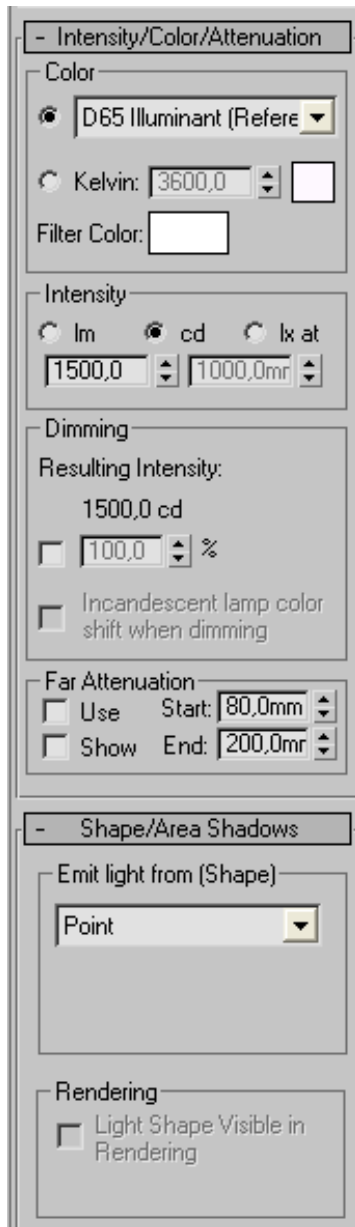 - Intensity/Color/Attenuation
Color
D65 Illuminant (Refere
Kelvin: 3600,0
Filter Color:
Intensity
lm cd lx at
1500,0 1000,0mr
Dimming
Resulting Intensity:
1500,0 cd
100,0 %
Incandescent lamp color
shift when dimming
Far Attenuation
Use Start: 80,0mm
Show End: 200,0mr
- Shape/Area Shadows
Emit light from (Shape)
Point
Rendering
Light Shape Visible in
Rendering